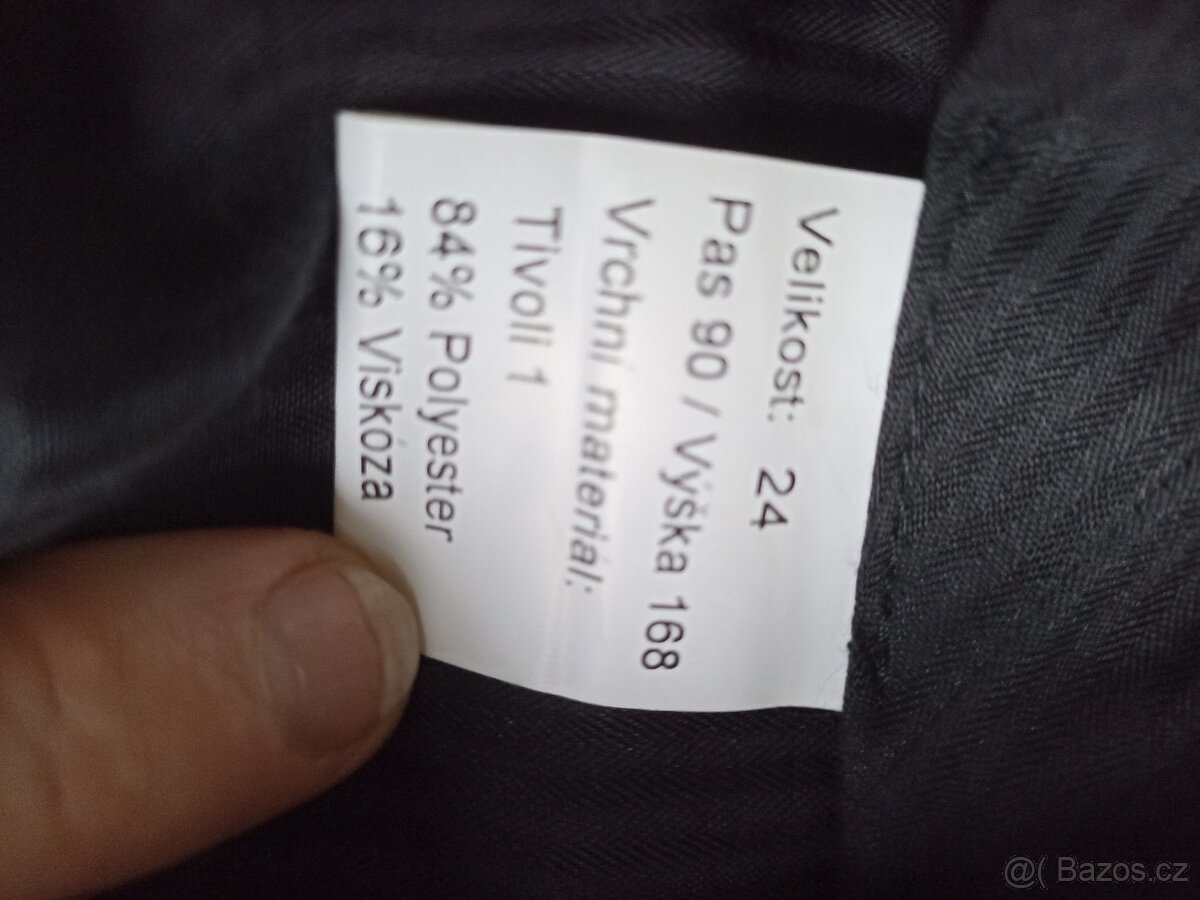 Velikost: 24
Pas 90 / Výška 168
Vrchní materiál:
Tivoli 1
84% Polyester
16% Viskóza
@( Bazos.cz